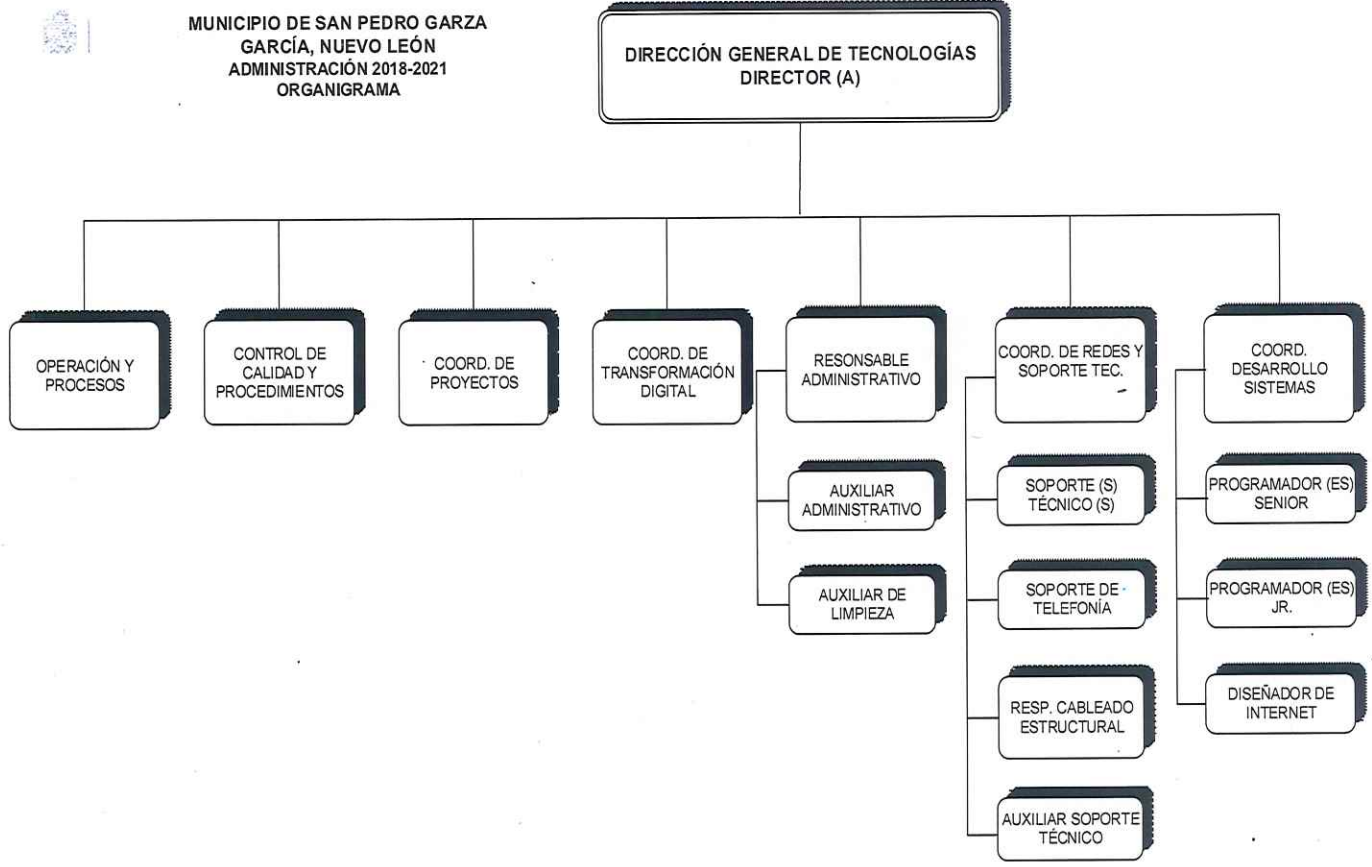 MUNICIPIO DE SAN PEDRO GARZA
GARCÍA, NUEVO LEÓN
ADMINISTRACIÓN 2018-2021
ORGANIGRAMA
DIRECCIÓN GENERAL DE TECNOLOGÍAS
DIRECTOR (A)
OPERACIÓN Y
PROCESOS
CONTROL DE
CALIDAD Y
PROCEDIMIENTOS
COORD. DE
PROYECTOS
COORD. DE
TRANSFORMACIÓN
DIGITAL
RESONSABLE
ADMINISTRATIVO
COORD. DE REDES Y
SOPORTE TEC.
COORD.
DESARROLLO
SISTEMAS
AUXILIAR
ADMINISTRATIVO
AUXILIAR DE
LIMPIEZA
SOPORTE (S)
TÉCNICO (S)
SOPORTE DE
TELEFONÍA
RESP. CABLEADO
ESTRUCTURAL
AUXILIAR SOPORTE
TÉCNICO
PROGRAMADOR (ES)
SENIOR
PROGRAMADOR (ES)
JR.
DISEÑADOR DE
INTERNET